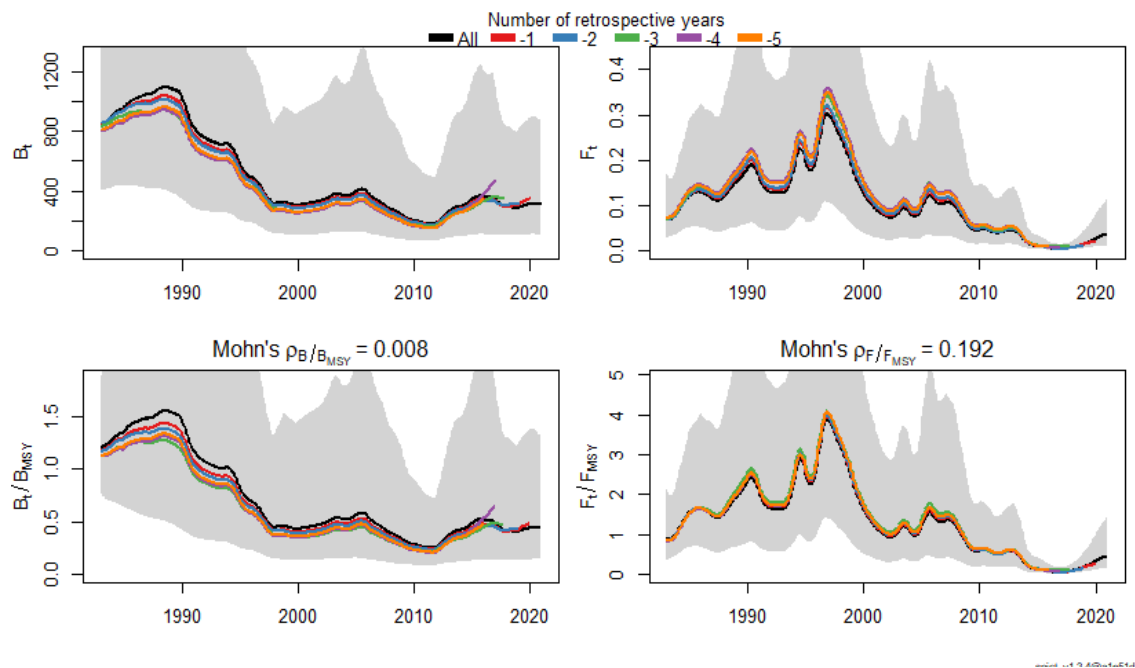 Number of retrospective years
All -1 -2 -3 -4 -5
Bt
0 400 800 1200
1990 2000 2010 2020
Ft
0.0 0.1 0.2 0.3 0.4
1990 2000 2010 2020
Mohn's ρB/BMSY = 0.008
Bt/BMSY
0.0 0.5 1.0 1.5
1990 2000 2010 2020
Mohn's ρF/FMSY = 0.192
Ft/FMSY
0 1 2 3 4 5
1990 2000 2010 2020